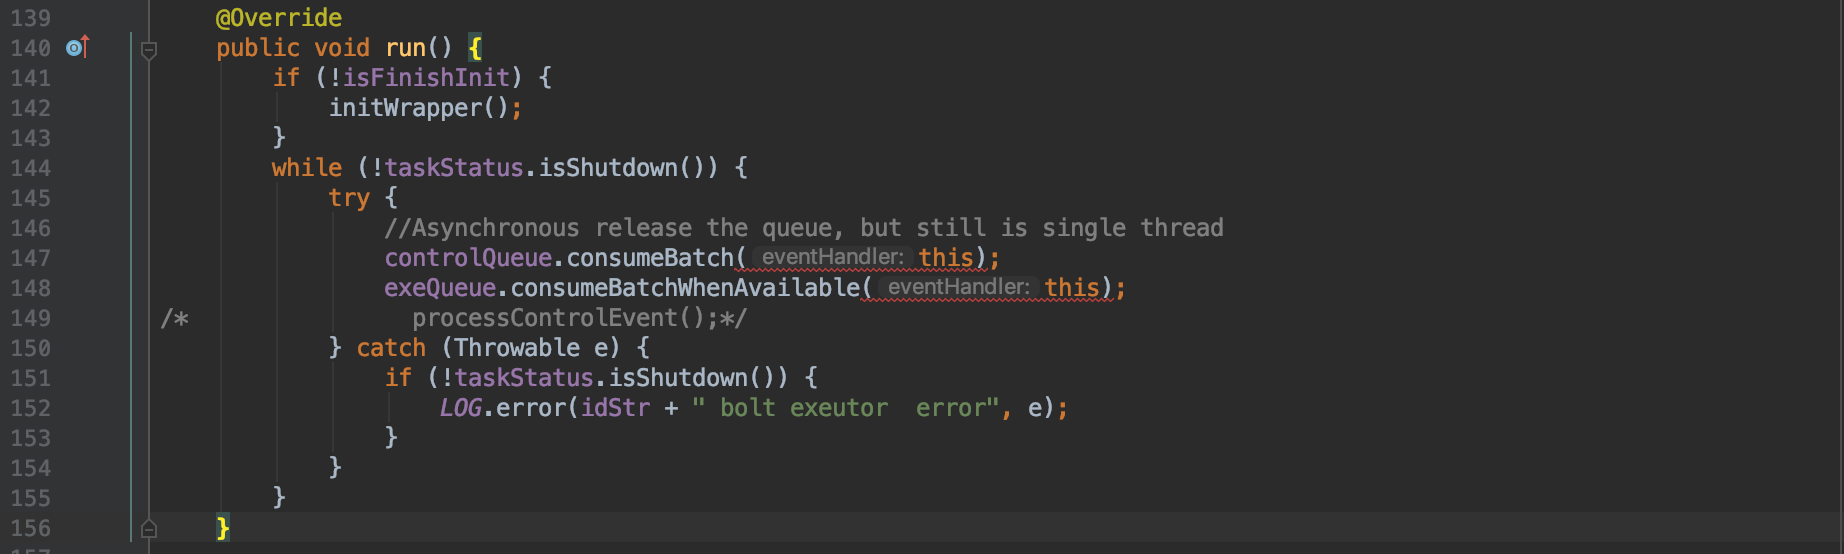 139 @Override
140 public void run() {
141 if (!isFinishInit) {
142 initWrapper();
143 }
144 while (!taskStatus.isShutdown()) {
145 try {
146 //Asynchronous release the queue, but still is single thread
147 controlQueue.consumeBatch( eventHandler: this);
148 exeQueue.consumeBatchWhenAvailable( eventHandler: this);
149 /* processControlEvent();*/
150 } catch (Throwable e) {
151 if (!taskStatus.isShutdown()) {
152 LOG.error(idStr + " bolt exeutor  error", e);
153 }
154 }
155 }
156 }